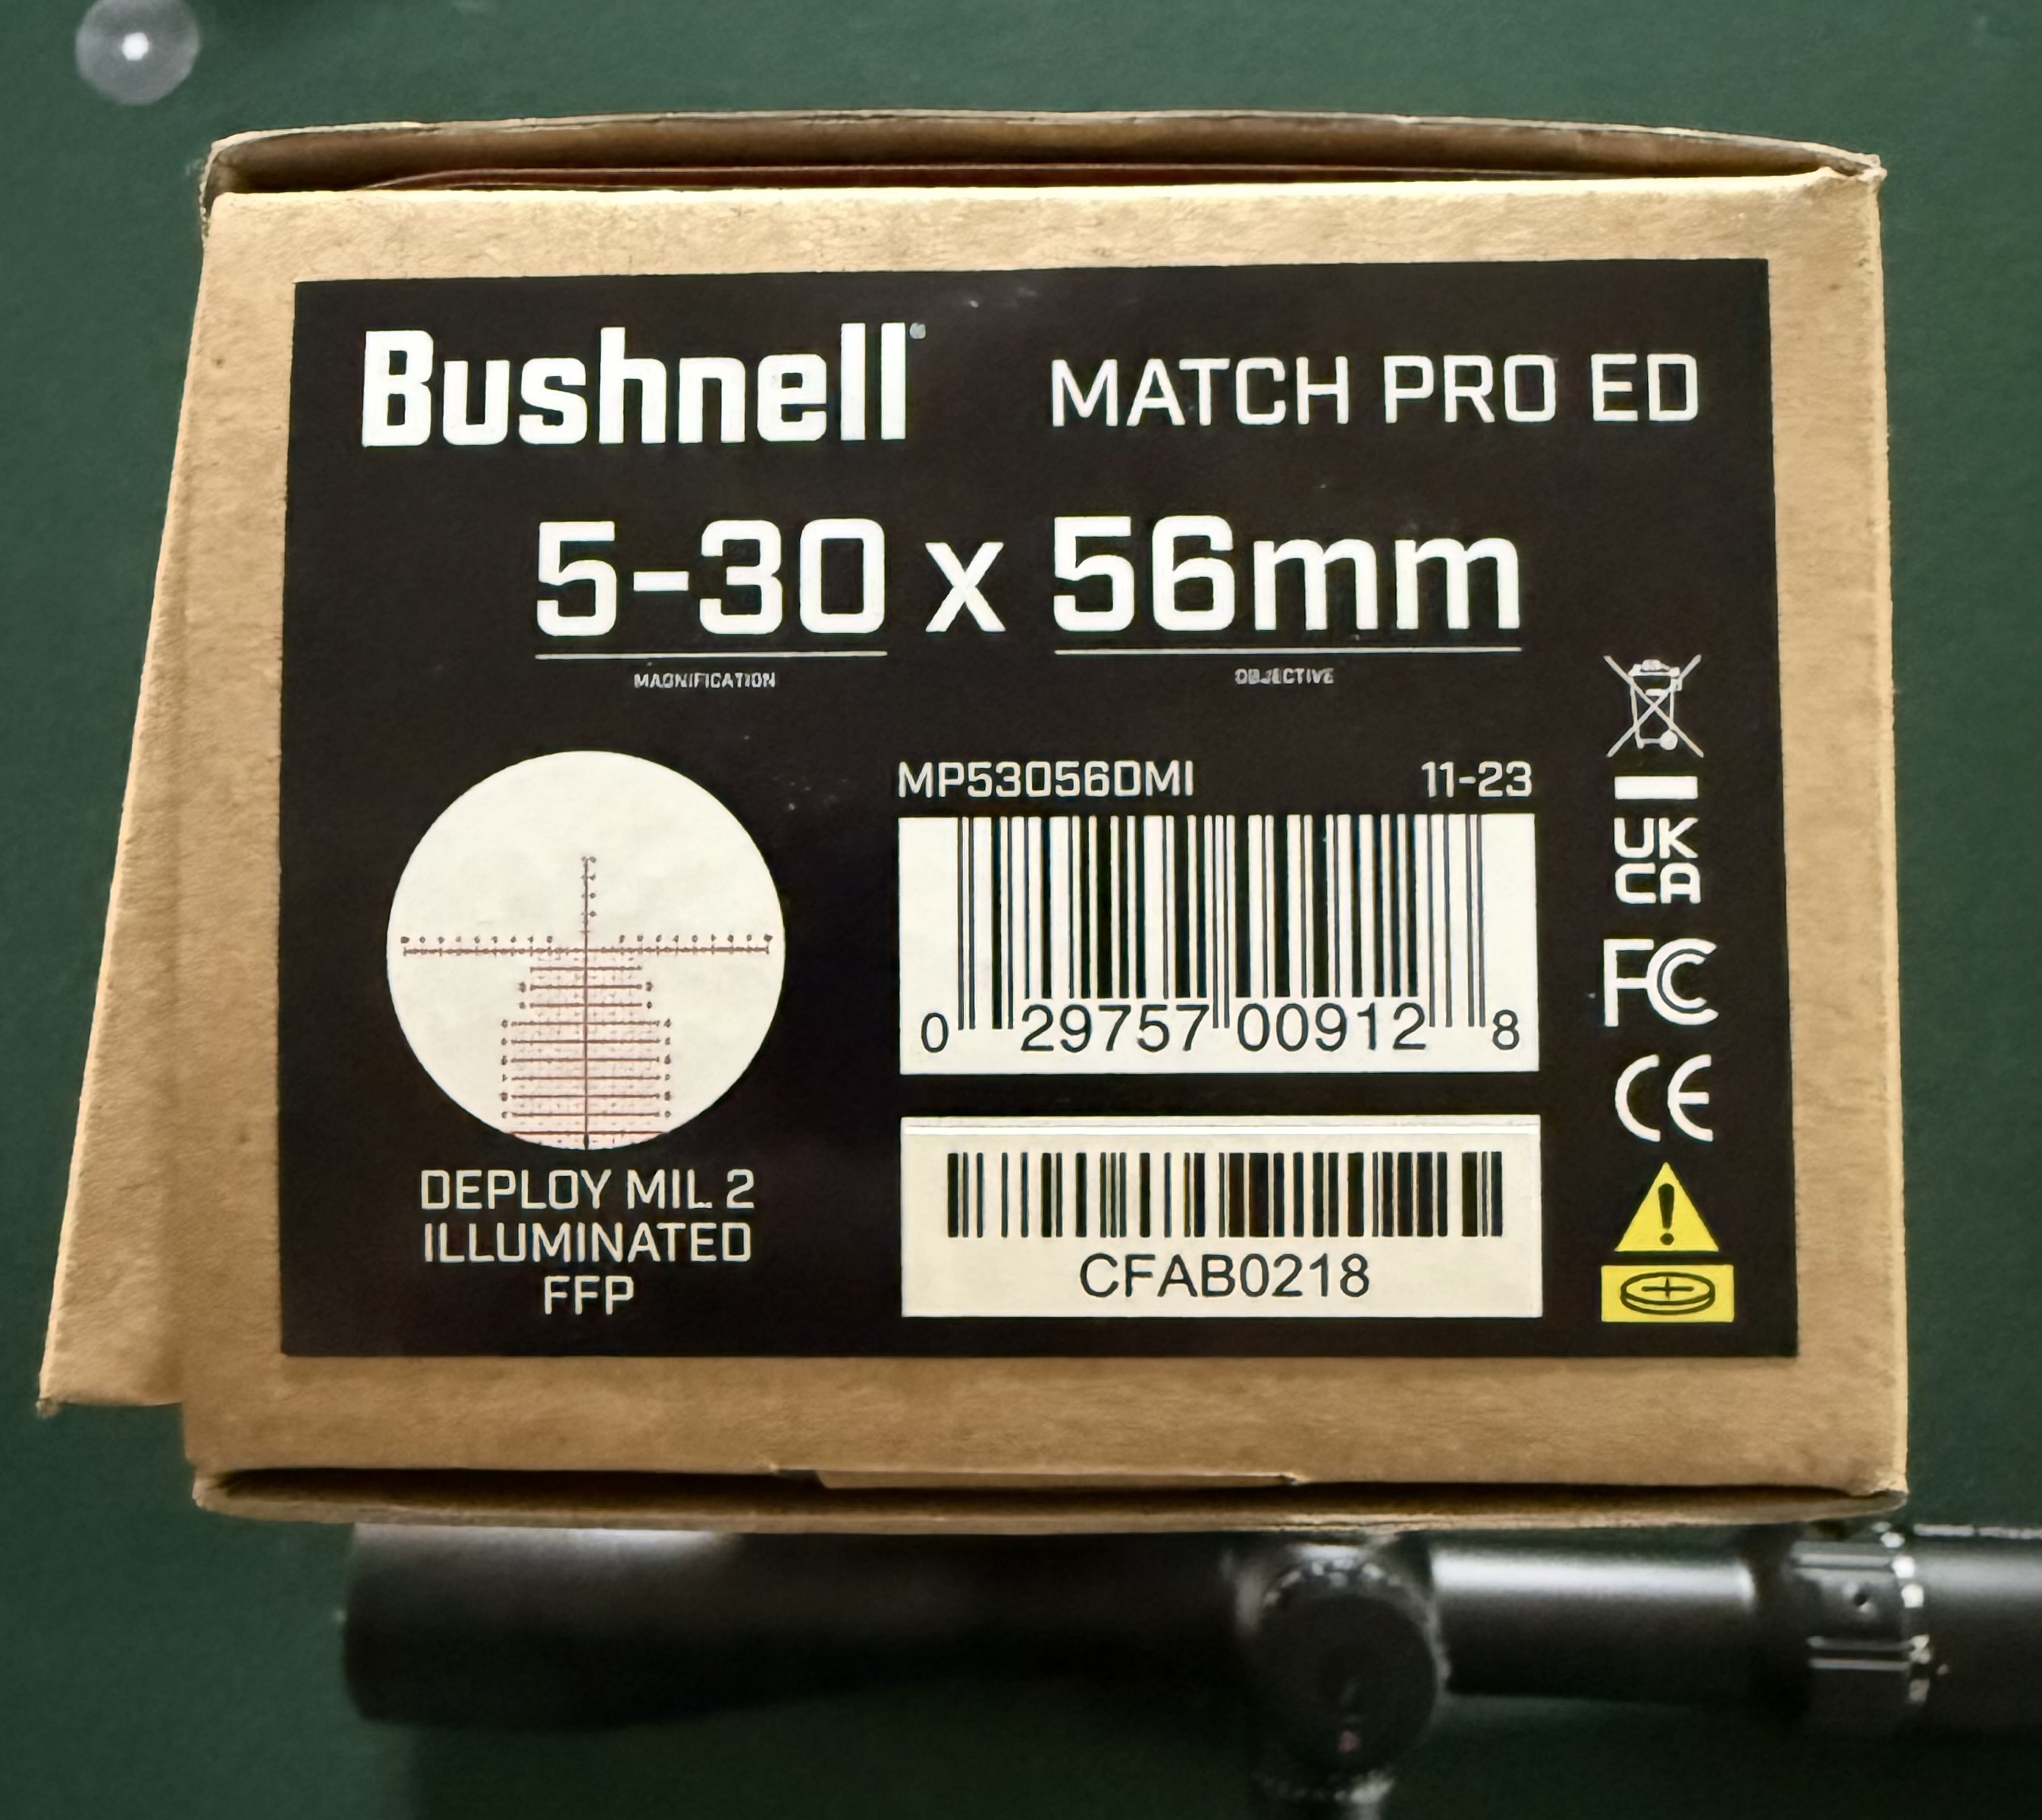 Bushnell MATCH PRO ED
5-30 x 56mm
MAGNIFICATION OBJECTIVE
MP53056DMI 11-23
0 29757 00912 8
DEPLOY MIL 2
ILLUMINATED
FFP
CFAB0218
UK
CA
FC
CE